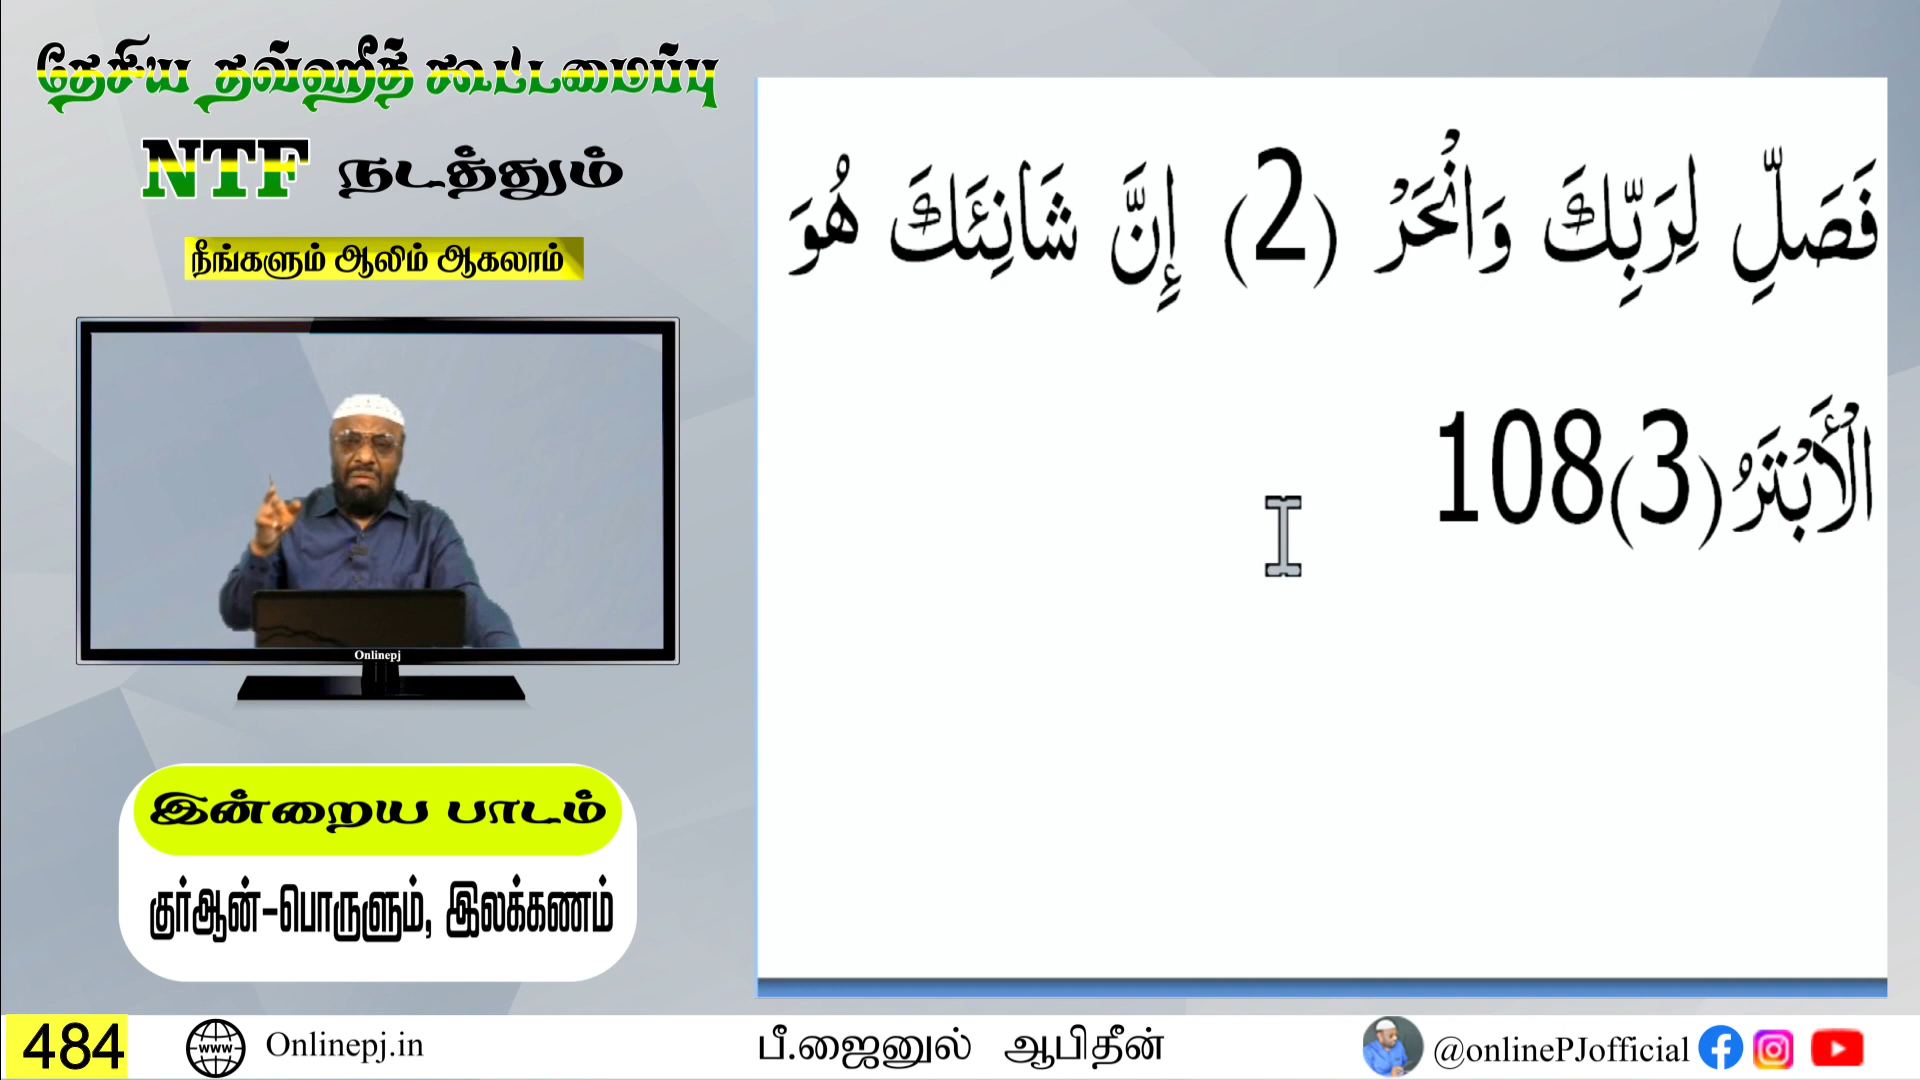 தேசிய தவ்ஹீத் கூட்டமைப்பு
NTF நடத்தும்
நீங்களும் ஆலிம் ஆகலாம்
Onlinepj
இன்றைய பாடம்
குர்ஆன்-பொருளும், இலக்கணம்
فَصَلِّ لِرَبِّكَ وَانْحَرْ (2) إِنَّ شَانِئَكَ هُوَ
الْأَبْتَرُ (3)108
484
www
Onlinepj.in
பீ.ஜைனுல் ஆபிதீன்
@onlinePJofficial